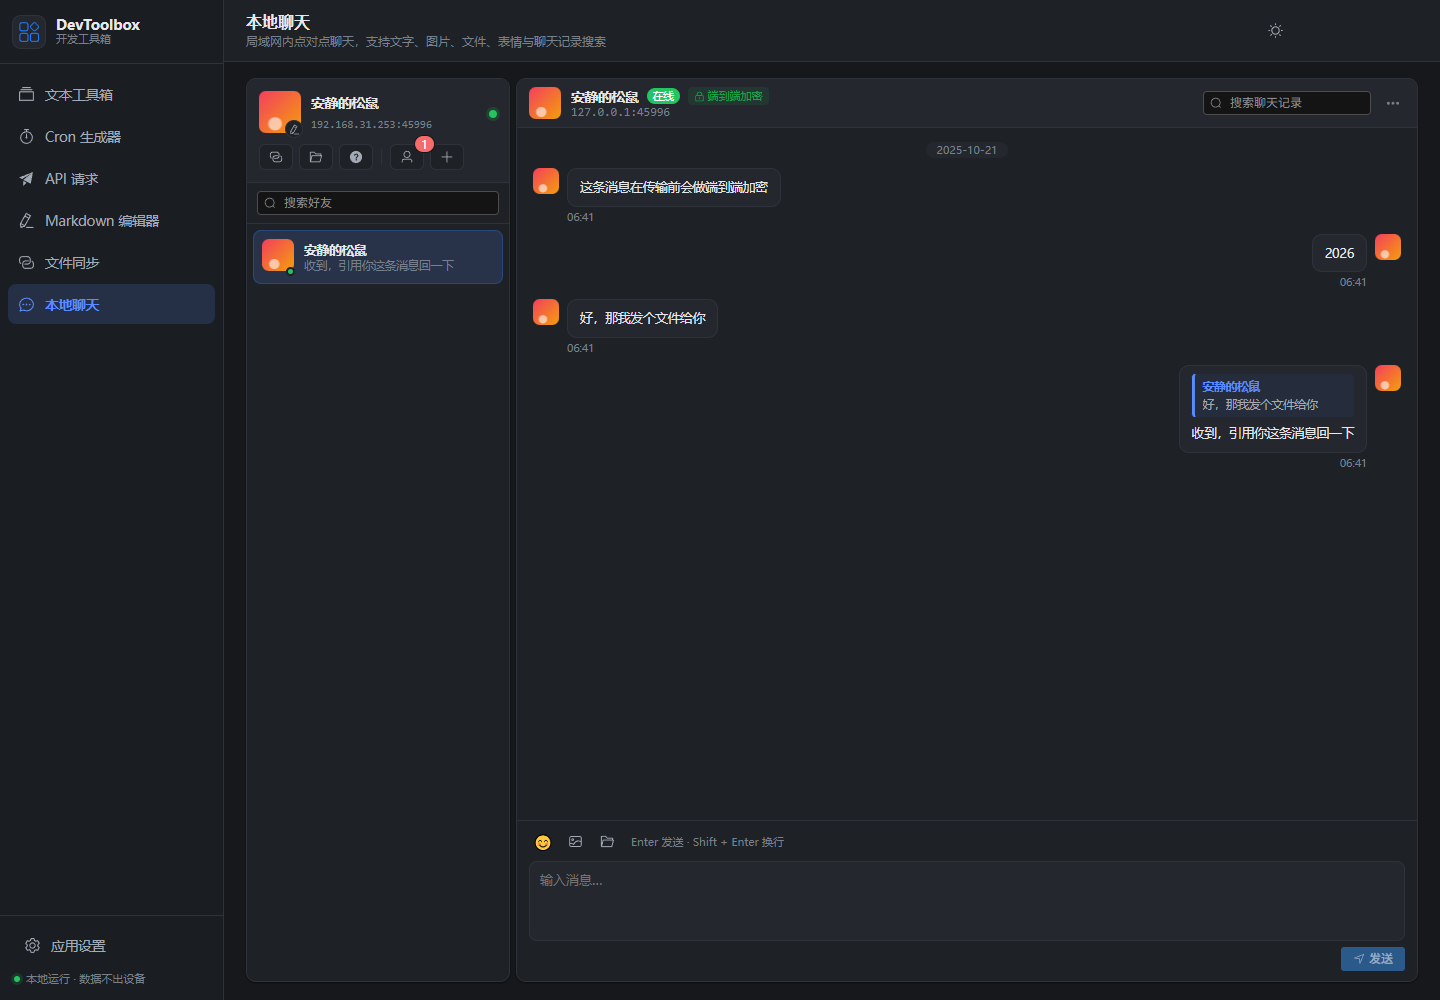 DevToolbox
开发工具箱
文本工具箱
Cron 生成器
API 请求
Markdown 编辑器
文件同步
本地聊天
应用设置
本地运行 · 数据不出设备
本地聊天
局域网内点对点聊天，支持文字、图片、文件、表情与聊天记录搜索
安静的松鼠
192.168.31.253:45996
1
搜索好友
安静的松鼠
收到，引用你这条消息回一下
安静的松鼠 在线 端到端加密
127.0.0.1:45996
搜索聊天记录
2025-10-21
这条消息在传输前会做端到端加密
06:41
2026
06:41
好，那我发个文件给你
06:41
安静的松鼠
好，那我发个文件给你
收到，引用你这条消息回一下
06:41
Enter 发送 · Shift + Enter 换行
输入消息...
发送